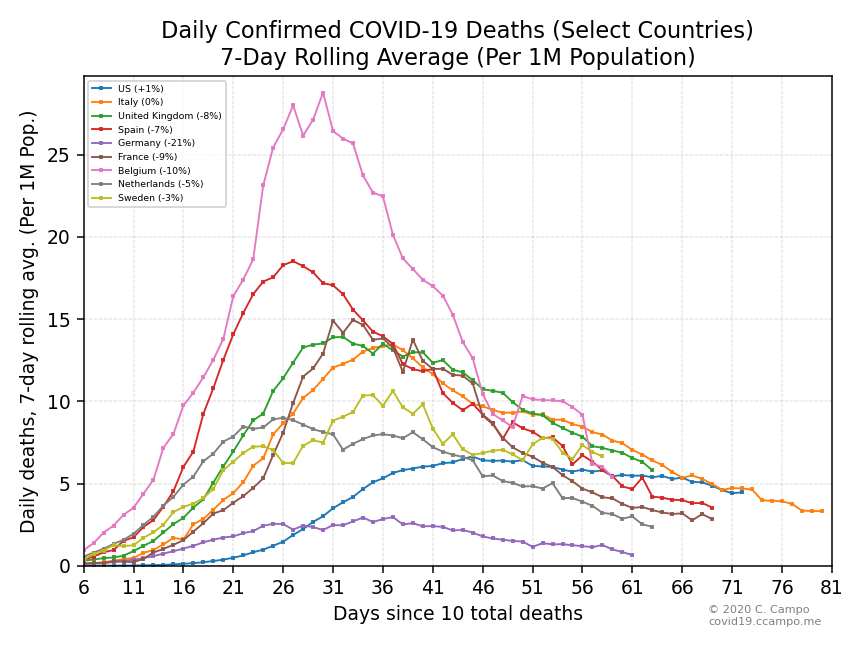 Daily Confirmed COVID-19 Deaths (Select Countries)
7-Day Rolling Average (Per 1M Population)
Daily deaths, 7-day rolling avg. (Per 1M Pop.)
US (+1%)
Italy (0%)
United Kingdom (-8%)
Spain (-7%)
Germany (-21%)
France (-9%)
Belgium (-10%)
Netherlands (-5%)
Sweden (-3%)
25
20
15
10
5
0
6 11 16 21 26 31 36 41 46 51 56 61 66 71 76 81
Days since 10 total deaths
© 2020 C. Campo
covid19.ccampo.me